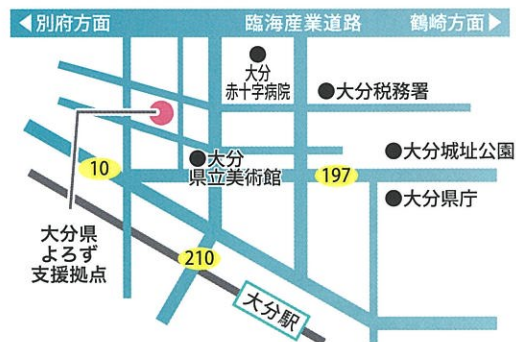 ◀別府方面 臨海産業道路 鶴崎方面▶
●
大分
赤十字病院
●大分税務署
●大分
県立美術館
●大分城址公園
10
197
●大分県庁
大分県
よろず
支援拠点
210
大分駅